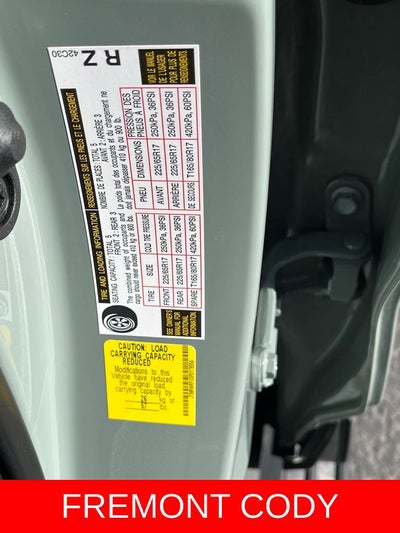 TIRE AND LOADING INFORMATION
RENSEIGNEMENTS SUR LES PNEUS ET LE CHARGEMENT
SEATING CAPACITY: TOTAL 5
FRONT 2: REAR 3
NOMBRE DE PLACES: TOTAL 5
AVANT 2: ARRIÈRE 3
The combined weight of occupants and cargo should never exceed 410 kg or 900 lbs.
Le poids total des occupants et du chargement ne doit jamais dépasser 410 kg ou 900 lb.
TIRE SIZE COLD TIRE PRESSURE
FRONT 225/65R17 250kPa, 36PSI
REAR 225/65R17 250kPa, 36PSI
SPARE T165/80R17 420kPa, 60PSI
PNEU DIMENSIONS PRESSION DES PNEUS À FROID
AVANT 225/65R17 250kPa, 36PSI
ARRIÈRE 225/65R17 250kPa, 36PSI
DE SECOURS T165/80R17 420kPa, 60PSI
SEE OWNER'S
MANUAL FOR
ADDITIONAL
INFORMATION
VOIR LE MANUEL
DE L'USAGER
POUR PLUS DE
RENSEIGNEMENTS
R Z
42C30
CAUTION: LOAD
CARRYING CAPACITY
REDUCED
Modifications to this
Vehicle have reduced
the original load
carrying capacity by
kg or
lbs
FREMONT CODY